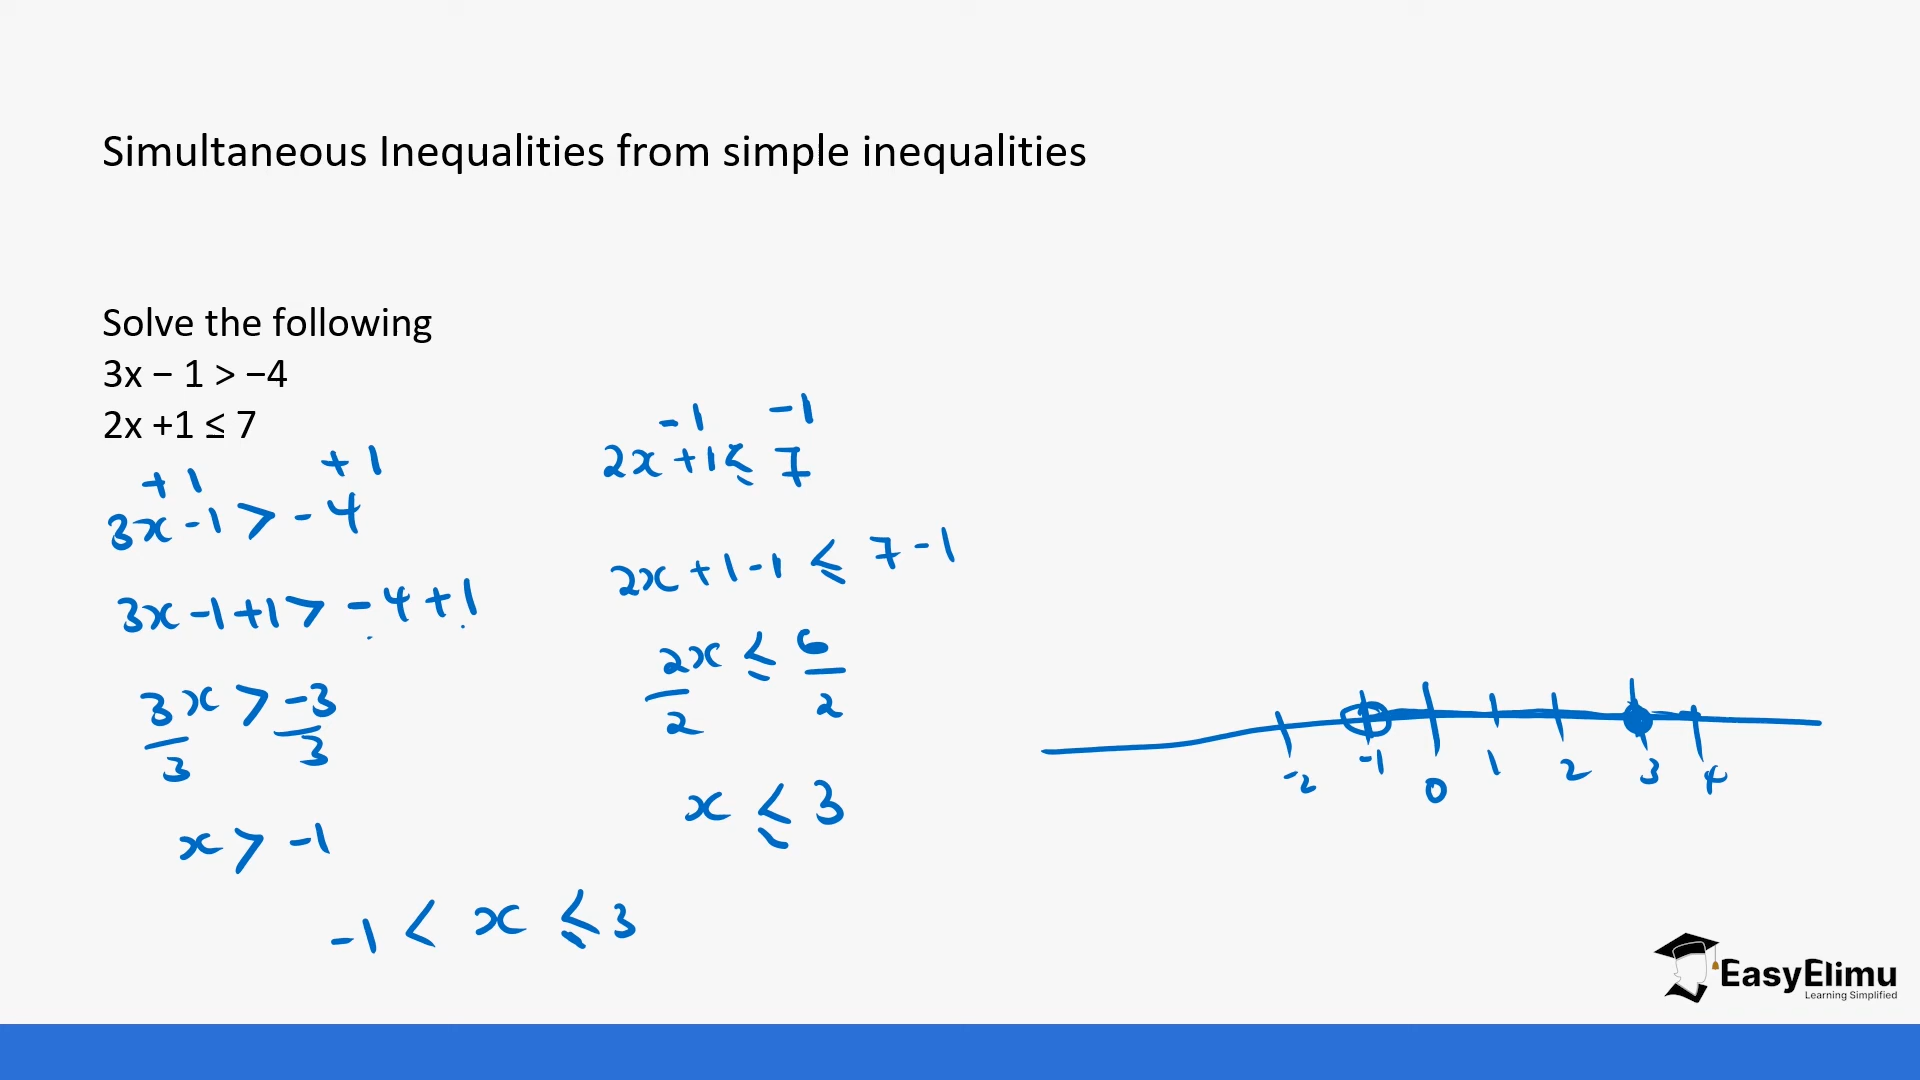 Simultaneous Inequalities from simple inequalities
Solve the following
3x − 1 > −4
2x +1 ≤ 7
+1 +1
3x -1 > -4
3x -1 +1 > -4 +1
3x > -3
3 3
x > -1
-1 -1
2x +1 ≤ 7
2x +1 -1 ≤ 7 -1
2x ≤ 6
2 2
x ≤ 3
-1 < x ≤ 3
-2 -1 0 1 2 3 4
EasyElimu
Learning Simplified